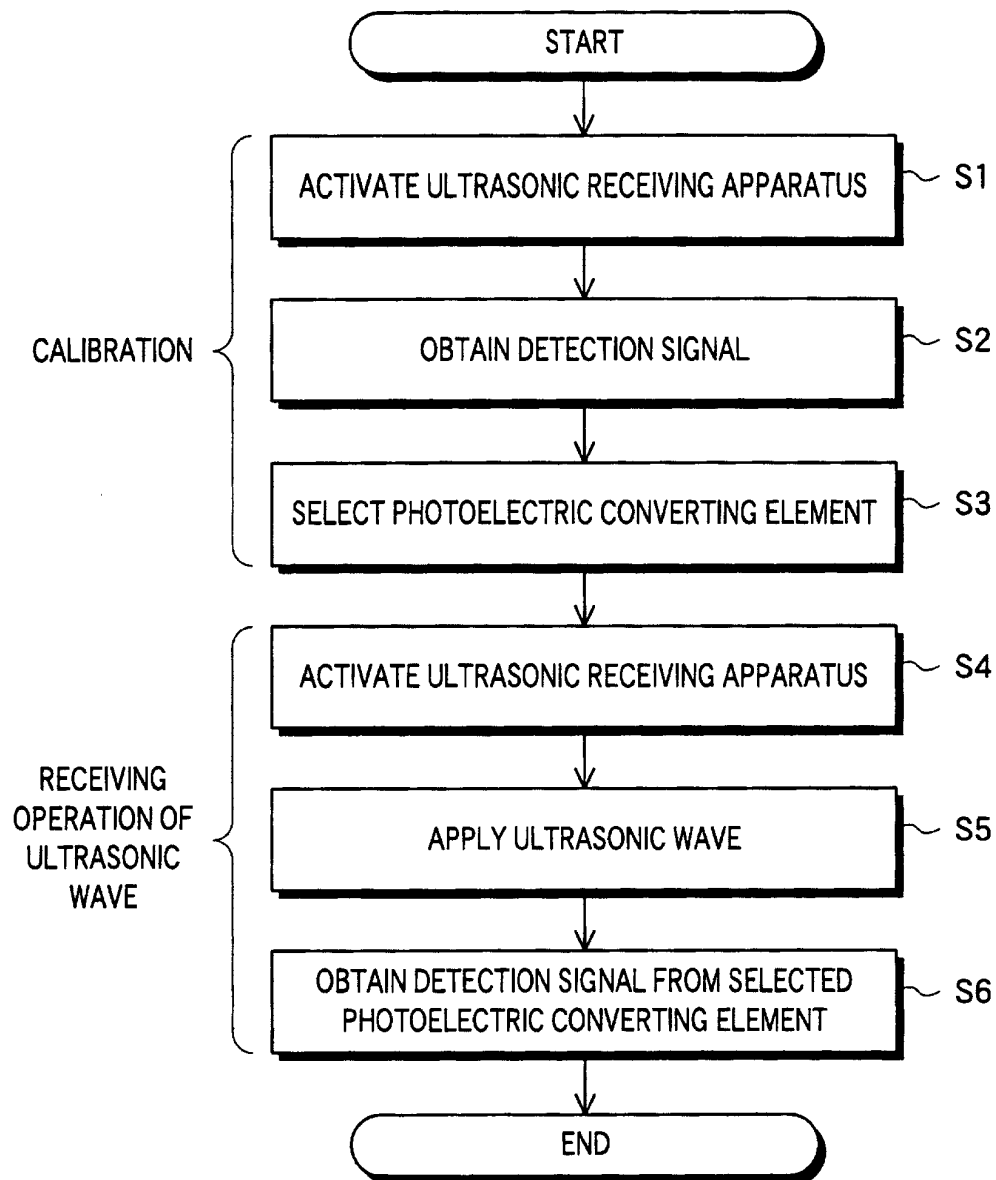 START
ACTIVATE ULTRASONIC RECEIVING APPARATUS
S1
CALIBRATION
OBTAIN DETECTION SIGNAL
S2
SELECT PHOTOELECTRIC CONVERTING ELEMENT
S3
ACTIVATE ULTRASONIC RECEIVING APPARATUS
S4
RECEIVING
OPERATION OF
ULTRASONIC
WAVE
APPLY ULTRASONIC WAVE
S5
OBTAIN DETECTION SIGNAL FROM SELECTED
PHOTOELECTRIC CONVERTING ELEMENT
S6
END